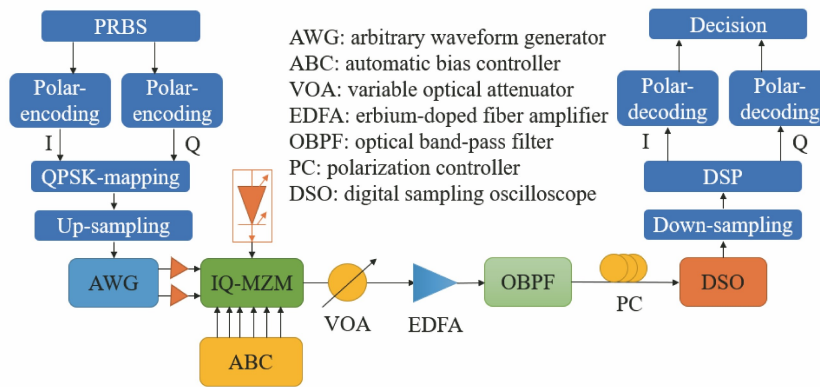 PRBS
Polar-
encoding
Polar-
encoding
I
Q
QPSK-mapping
Up-sampling
AWG
IQ-MZM
ABC
VOA
EDFA
OBPF
PC
DSO
Down-sampling
DSP
I
Q
Polar-
decoding
Polar-
decoding
Decision
AWG: arbitrary waveform generator
ABC: automatic bias controller
VOA: variable optical attenuator
EDFA: erbium-doped fiber amplifier
OBPF: optical band-pass filter
PC: polarization controller
DSO: digital sampling oscilloscope